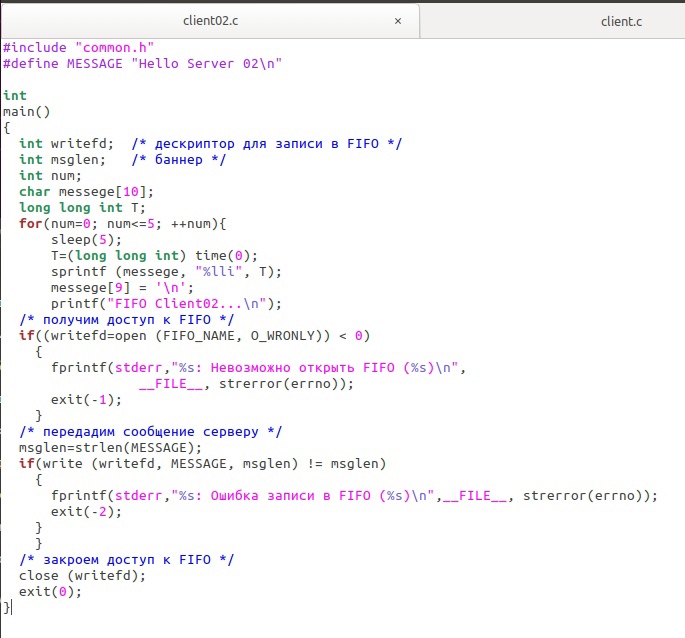 client02.c × client.c
#include "common.h"
#define MESSAGE "Hello Server 02\n"
int
main()
{
int writefd; /* дескриптор для записи в FIFO */
int msglen; /* баннер */
int num;
char messege[10];
long long int T;
for(num=0; num<=5; ++num){
sleep(5);
T=(long long int) time(0);
sprintf (messege, "%lli", T);
messege[9] = '\n';
printf("FIFO Client02...\n");
/* получим доступ к FIFO */
if((writefd=open (FIFO_NAME, O_WRONLY)) < 0)
{
fprintf(stderr,"%s: Невозможно открыть FIFO (%s)\n",
__FILE__, strerror(errno));
exit(-1);
}
/* передадим сообщение серверу */
msglen=strlen(MESSAGE);
if(write (writefd, MESSAGE, msglen) != msglen)
{
fprintf(stderr,"%s: Ошибка записи в FIFO (%s)\n",__FILE__, strerror(errno));
exit(-2);
}
}
/* закроем доступ к FIFO */
close (writefd);
exit(0);
}